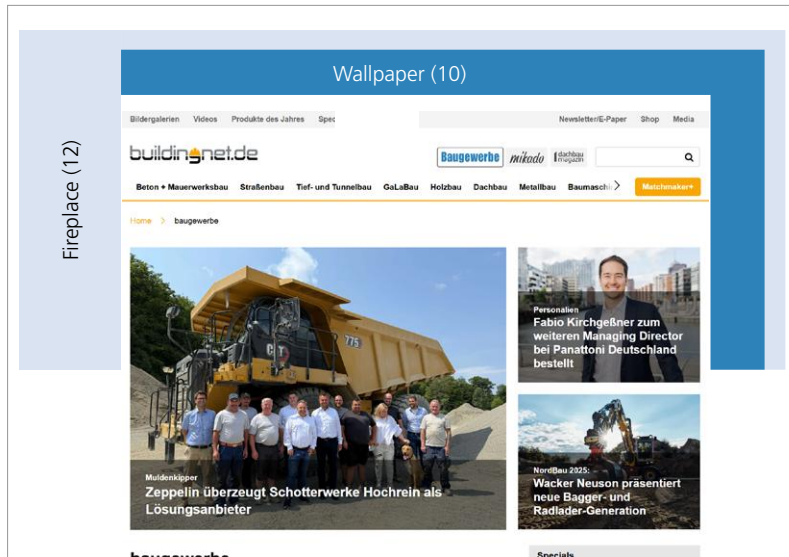 Wallpaper (10)
Fireplace (12)
Bildergalerien Videos Produkte des Jahres Spec
Newsletter/E-Paper Shop Media
buildingnet.de
Baugewerbe mikado dachbau magazin
Beton + Mauerwerksbau Straßenbau Tief- und Tunnelbau GaLaBau Holzbau Dachbau Metallbau Baumaschi > Matchmaker+
Home > baugewerbe
775
CAT
Muldenkipper
Zeppelin überzeugt Schotterwerke Hochrein als
Lösungsanbieter
Personalien
Fabio Kirchgeßner zum
weiteren Managing Director
bei Panattoni Deutschland
bestellt
NordBau 2025:
Wacker Neuson präsentiert
neue Bagger- und
Radlader-Generation
baugewerbe
Specials